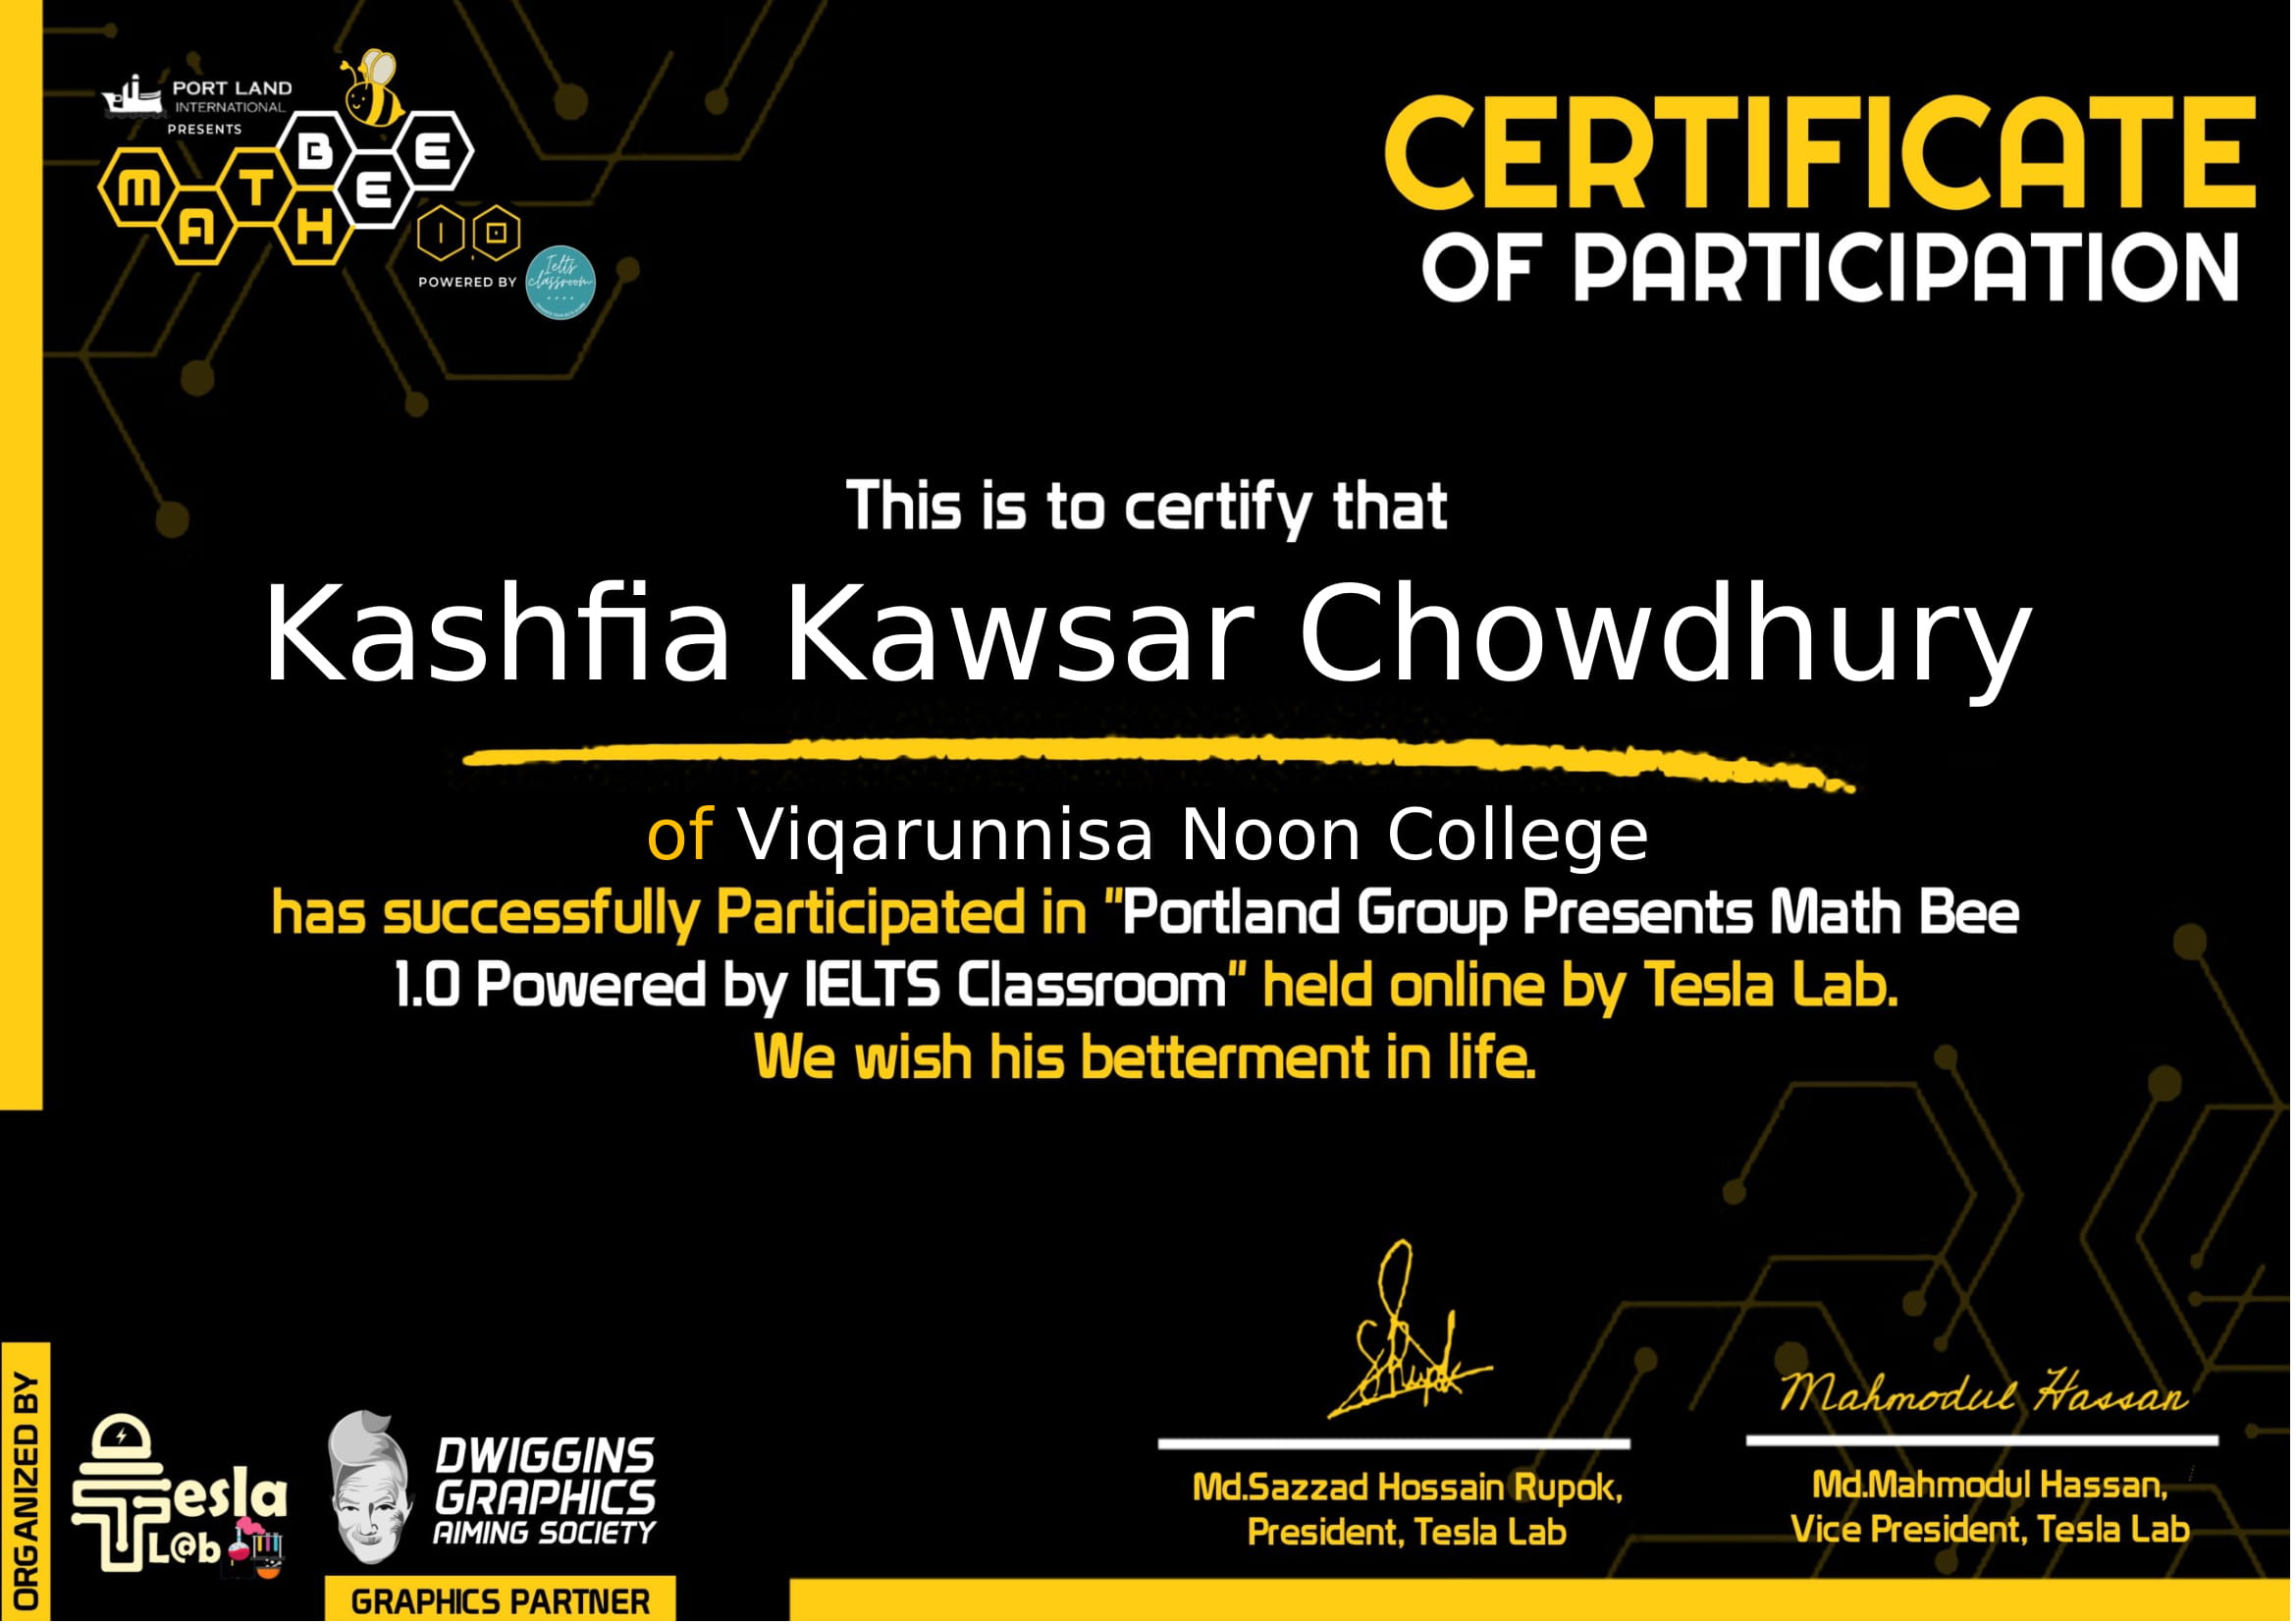 PORT LAND
INTERNATIONAL
PRESENTS
MATH BEE
1.0
POWERED BY
Ielts
classroom
CERTIFICATE
OF PARTICIPATION
This is to certify that
Kashfia Kawsar Chowdhury
of Viqarunnisa Noon College
has successfully Participated in "Portland Group Presents Math Bee
1.0 Powered by IELTS Classroom" held online by Tesla Lab.
We wish his betterment in life.
ORGANIZED BY
Tesla
L@b
DWIGGINS
GRAPHICS
AIMING SOCIETY
GRAPHICS PARTNER
SRupok
Md.Sazzad Hossain Rupok,
President, Tesla Lab
Mahmodul Hassan
Md.Mahmodul Hassan,
Vice President, Tesla Lab